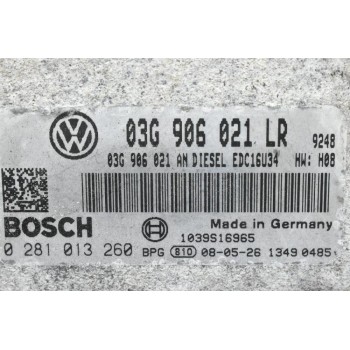 03G 906 021 LR 9248
03G 906 021 AN DIESEL EDC16U34 HW: H08
BOSCH
Made in Germany
1039S16965
0 281 013 260 BPG 810 08-05-26 1349 0485